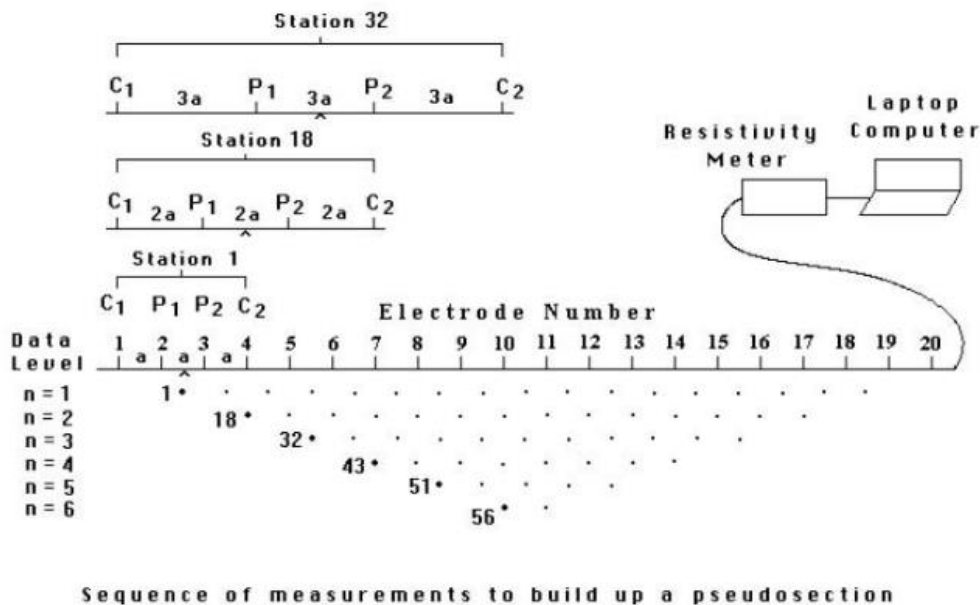 Station 32
C1 3a P1 3a P2 3a C2
Station 18
C1 2a P1 2a P2 2a C2
Station 1
C1 P1 P2 C2
Resistivity Meter
Laptop Computer
Electrode Number
Data Level
1 2 3 4 5 6 7 8 9 10 11 12 13 14 15 16 17 18 19 20
a a a
n = 1 1
n = 2 18
n = 3 32
n = 4 43
n = 5 51
n = 6 56
Sequence of measurements to build up a pseudosection